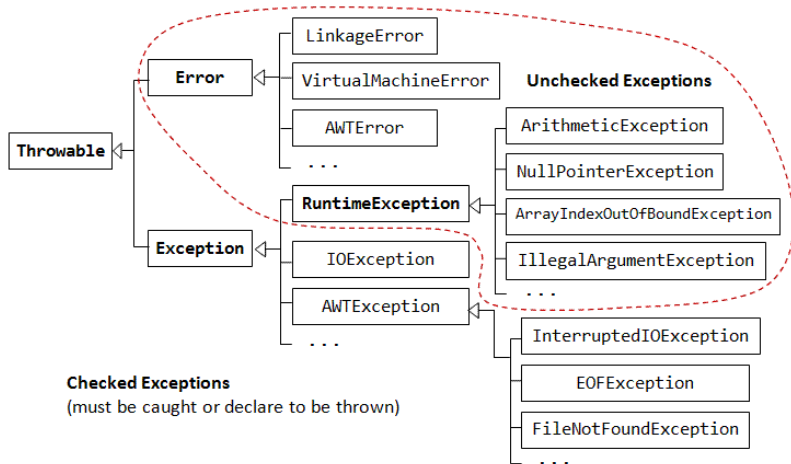 LinkageError
Error
VirtualMachineError
Unchecked Exceptions
AWTError
ArithmeticException
...
Throwable
NullPointerException
RuntimeException
ArrayIndexOutOfBoundException
Exception
IOException
IllegalArgumentException
AWTException
...
...
InterruptedIOException
Checked Exceptions
EOFException
(must be caught or declare to be thrown)
FileNotFoundException
...